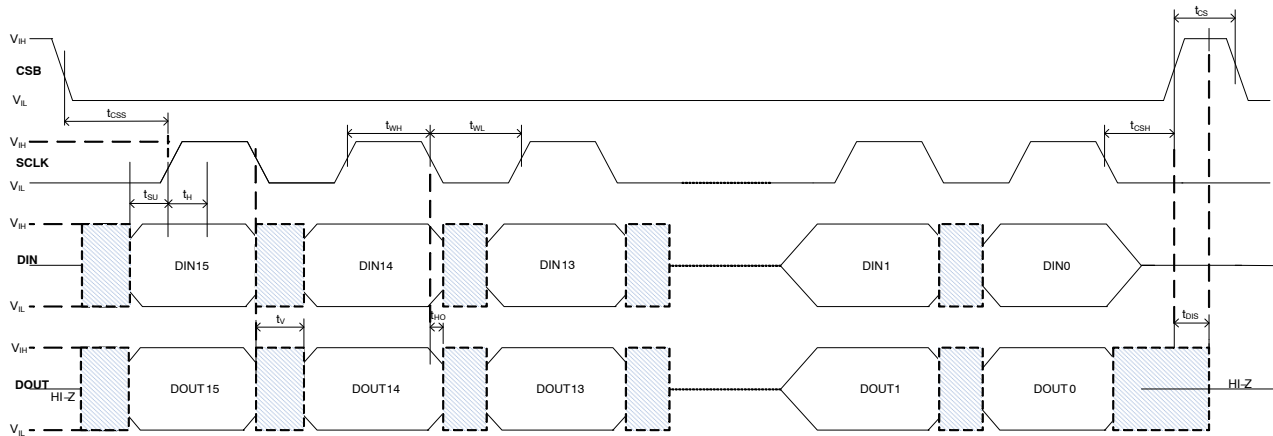 tCS
VIH
CSB
VIL
tCSS
VIH
tWH
tWL
tCSH
SCLK
VIL
tSU
tH
VIH
DIN
DIN15
DIN14
DIN13
DIN1
DIN0
VIL
tV
tHO
tDIS
VIH
DOUT
HI-Z
DOUT15
DOUT14
DOUT13
DOUT1
DOUT0
HI-Z
VIL